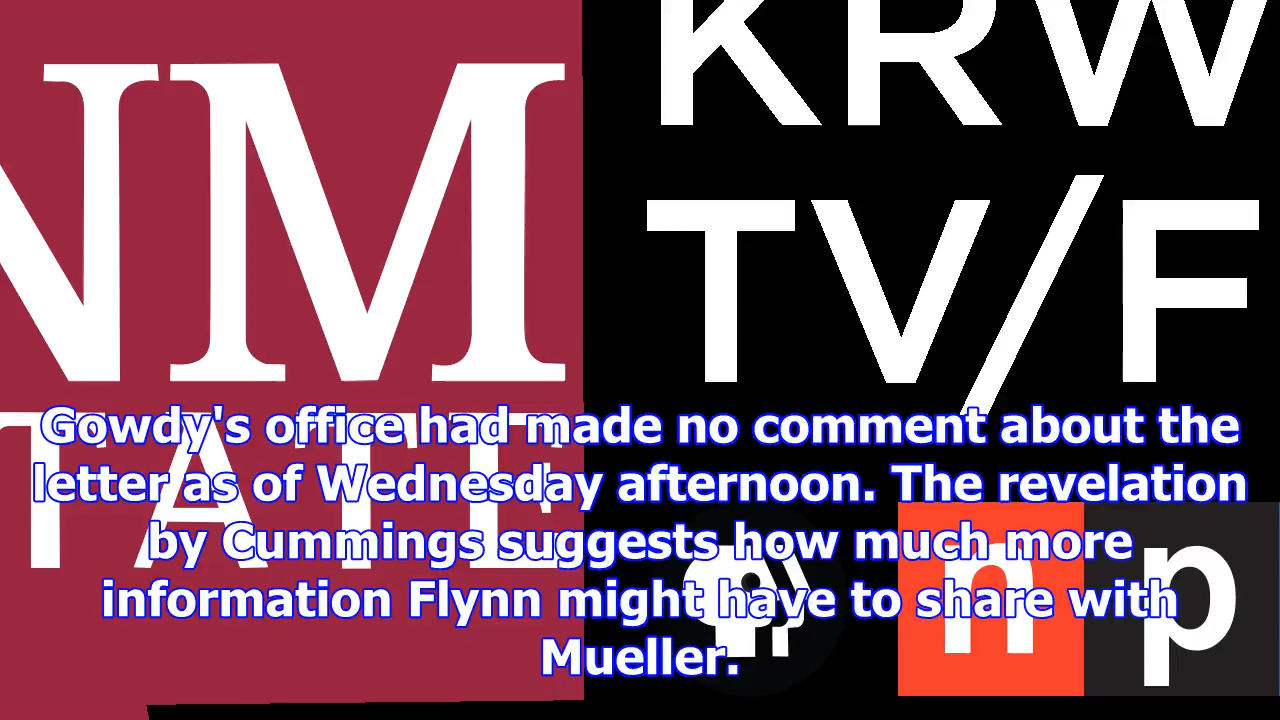 NM
TATE
KRW
TV/F
n p
Gowdy's office had made no comment about the
letter as of Wednesday afternoon. The revelation
by Cummings suggests how much more
information Flynn might have to share with
Mueller.